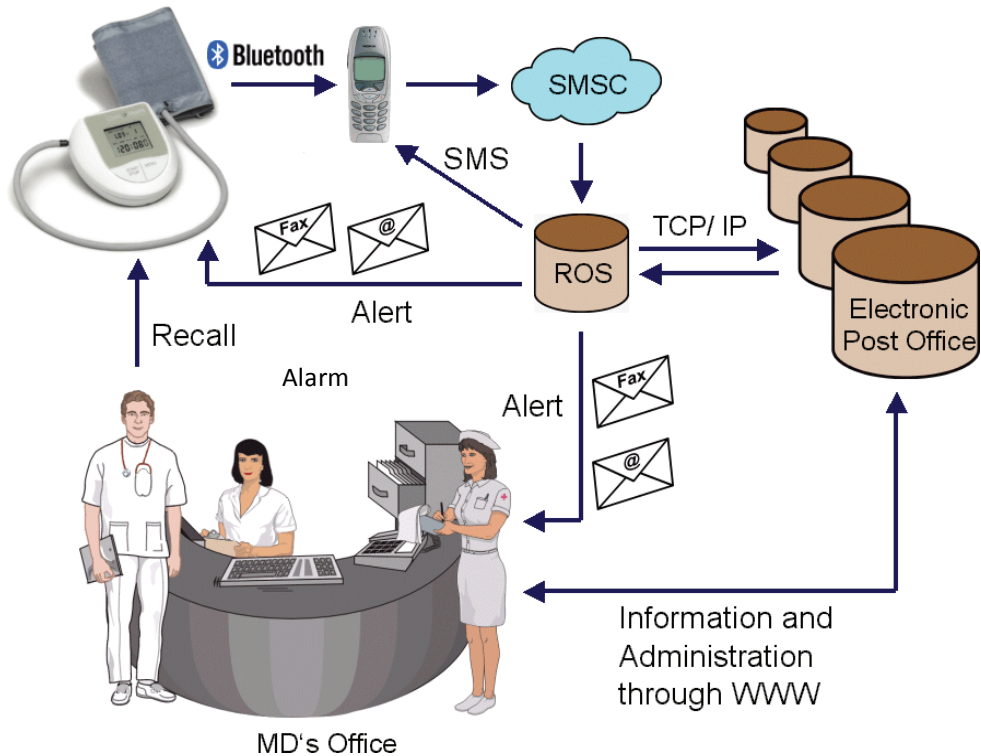 Bluetooth
NOKIA
SMSC
SMS
Fax
@
TCP/ IP
ROS
Alert
Electronic
Post Office
Recall
Alarm
Alert
Fax
@
Information and
Administration
through WWW
MD's Office